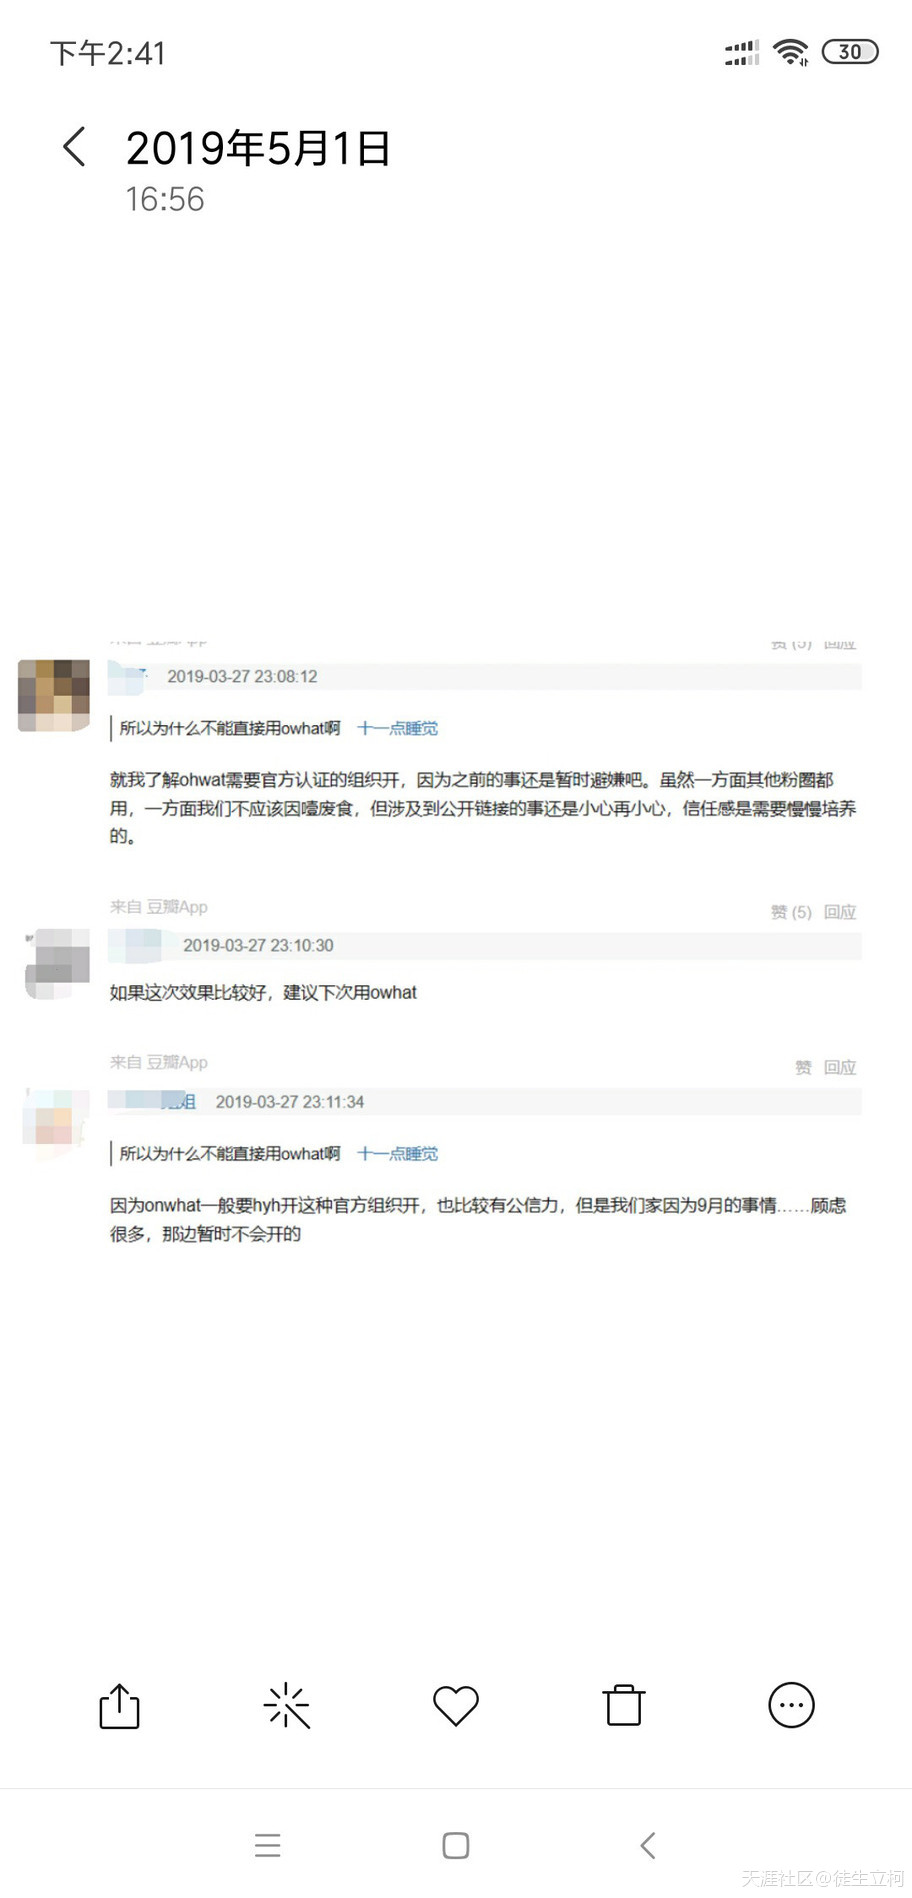 下午2:41
30
2019年5月1日
16:56
赞 (5) 回应
2019-03-27 23:08:12
所以为什么不能直接用owhat啊 十一点睡觉
就我了解ohwat需要官方认证的组织开，因为之前的事还是暂时避嫌吧。虽然一方面其他粉圈都
用，一方面我们不应该因噎废食，但涉及到公开链接的事还是小心再小心，信任感是需要慢慢培养
的。
来自 豆瓣App
赞 (5) 回应
2019-03-27 23:10:30
如果这次效果比较好，建议下次用owhat
来自 豆瓣App
赞 回应
姐 2019-03-27 23:11:34
所以为什么不能直接用owhat啊 十一点睡觉
因为onwhat一般要hyh开这种官方组织开，也比较有公信力，但是我们家因为9月的事情……顾虑
很多，那边暂时不会开的
天涯社区@徒生立柯